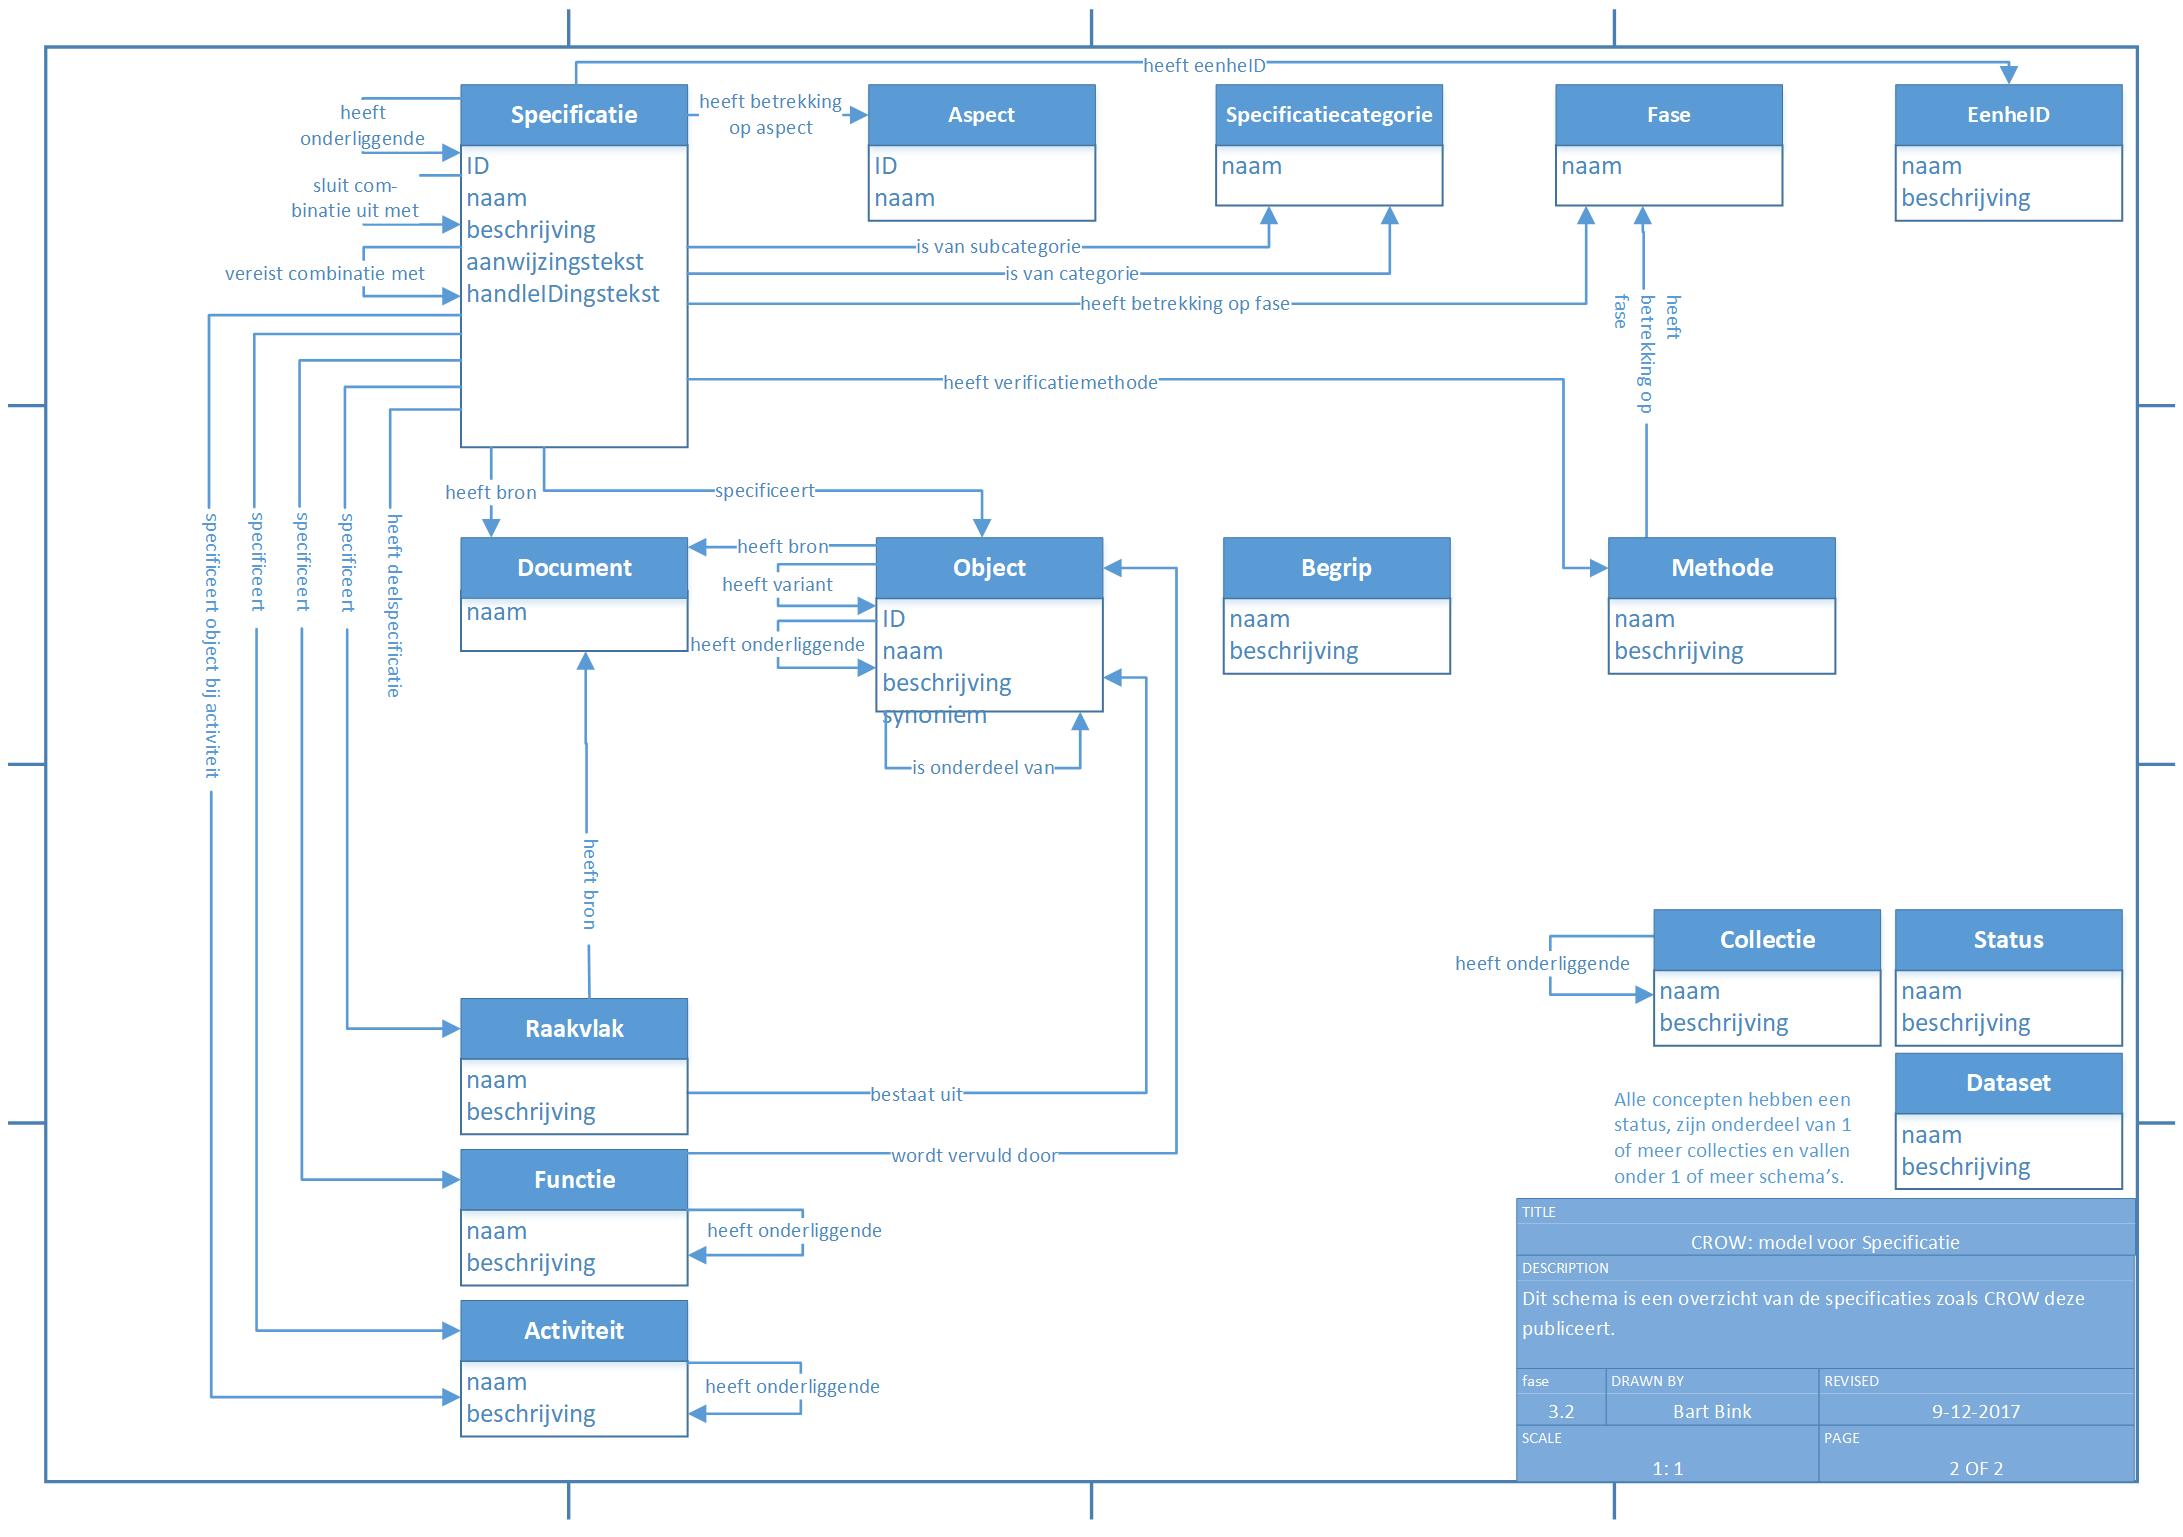 heeft eenheID
heeft
onderliggende
Specificatie
heeft betrekking
op aspect
Aspect
Specificatiecategorie
Fase
EenheID
sluit com-
binatie uit met
vereist combinatie met
ID
naam
beschrijving
aanwijzingstekst
handleIDingstekst
ID
naam
naam
naam
naam
beschrijving
is van subcategorie
is van categorie
heeft betrekking op fase
heeft
betrekking op
fase
heeft verificatiemethode
heeft bron
specificeert
specificeert object bij activiteit
specificeert
specificeert
specificeert
heeft deelspecificatie
Document
naam
heeft bron
heeft variant
heeft onderliggende
Object
ID
naam
beschrijving
synoniem
is onderdeel van
Begrip
naam
beschrijving
Methode
naam
beschrijving
heeft bron
heeft onderliggende
Collectie
naam
beschrijving
Status
naam
beschrijving
Raakvlak
naam
beschrijving
bestaat uit
Alle concepten hebben een
status, zijn onderdeel van 1
of meer collecties en vallen
onder 1 of meer schema’s.
Dataset
naam
beschrijving
wordt vervuld door
Functie
naam
beschrijving
heeft onderliggende
Activiteit
naam
beschrijving
heeft onderliggende
TITLE
CROW: model voor Specificatie
DESCRIPTION
Dit schema is een overzicht van de specificaties zoals CROW deze
publiceert.
fase
3.2
DRAWN BY
Bart Bink
REVISED
9-12-2017
SCALE
1: 1
PAGE
2 OF 2